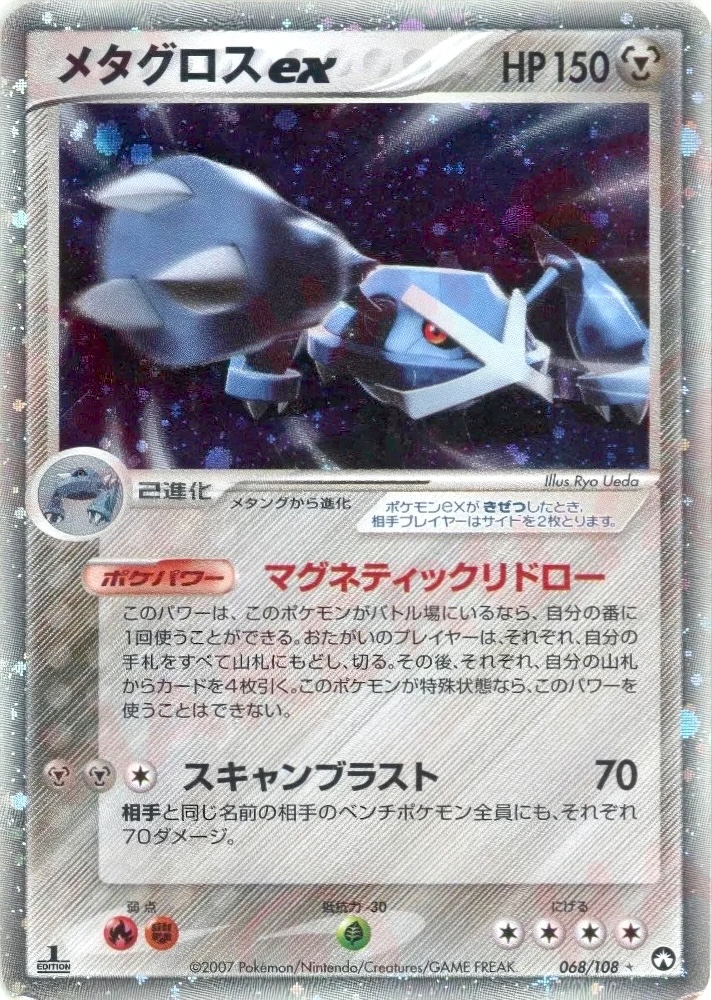 メタグロスex HP150
Illus Ryo Ueda
2進化 メタングから進化
ポケモンexがきぜつしたとき、
相手プレイヤーはサイドを2枚とります。
ポケパワー マグネティックリドロー
このパワーは、このポケモンがバトル場にいるなら、自分の番に
1回使うことができる。おたがいのプレイヤーは、それぞれ、自分の
手札をすべて山札にもどし、切る。その後、それぞれ、自分の山札
からカードを4枚引く。このポケモンが特殊状態なら、このパワーを
使うことはできない。
スキャンブラスト 70
相手と同じ名前の相手のベンチポケモン全員にも、それぞれ
70ダメージ。
弱点 抵抗力 -30 にげる
1 EDITION
©2007 Pokémon/Nintendo/Creatures/GAME FREAK. 068/108